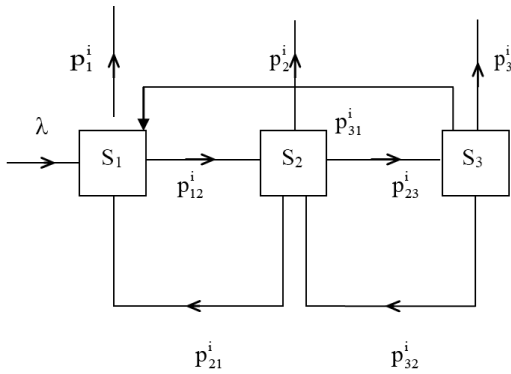 p₁ⁱ p₂ⁱ p₃ⁱ
λ p₃₁ⁱ
S₁ S₂ S₃
p₁₂ⁱ p₂₃ⁱ
p₂₁ⁱ p₃₂ⁱ